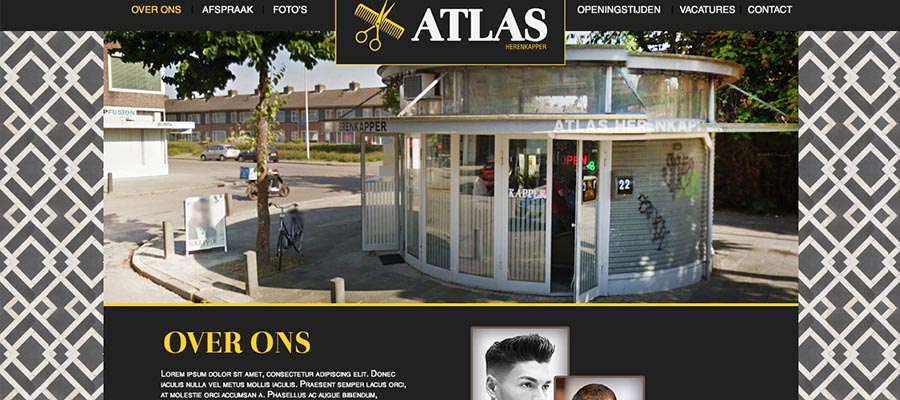 OVER ONS
AFSPRAAK
FOTO'S
ATLAS
HERENKAPPER
OPENINGSTIJDEN
VACATURES
CONTACT
HERENKAPPER
ATLAS HERENKAPPER
OPEN
KAPPER
22
OVER ONS
Lorem ipsum dolor sit amet, consectetur adipiscing elit. Donec
iaculis nulla vel metus mollis iaculis. Praesent semper lacus orci,
at molestie orci accumsan a. Phasellus ac augue bibendum,